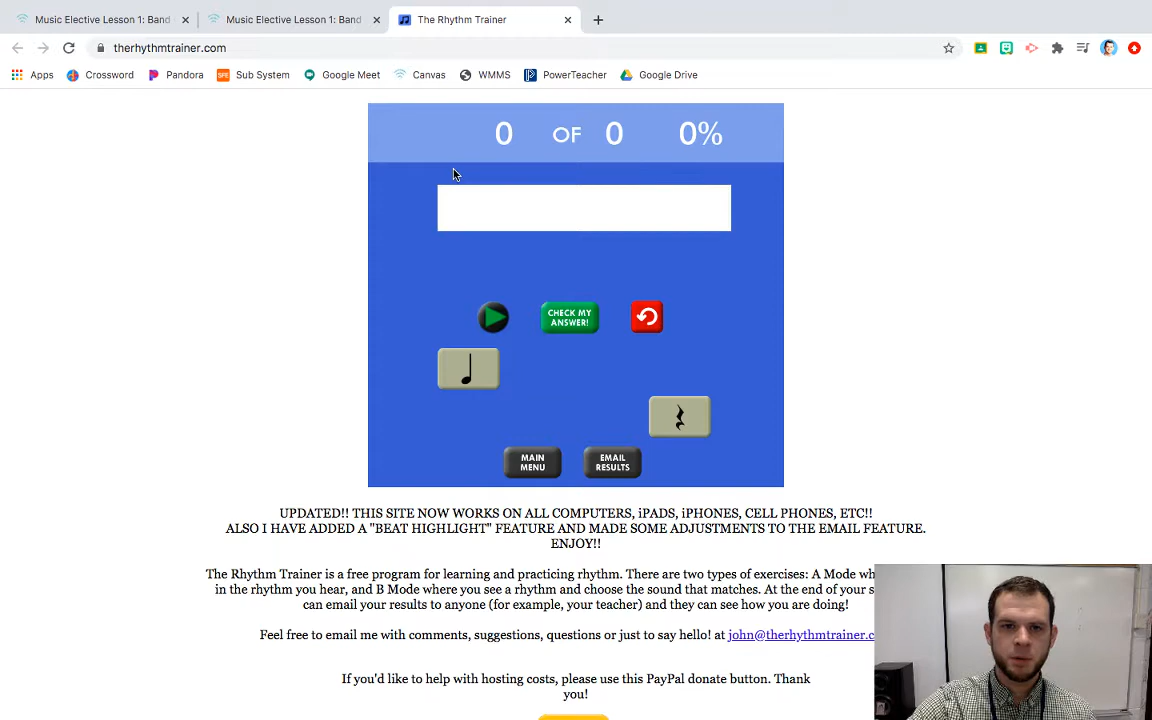 Music Elective Lesson 1: Band
Music Elective Lesson 1: Band
The Rhythm Trainer
therhythmtrainer.com
Apps Crossword Pandora SFE Sub System Google Meet Canvas WMMS PowerTeacher Google Drive
0 OF 0 0%
CHECK MY
ANSWER!
MAIN
MENU
EMAIL
RESULTS
UPDATED!! THIS SITE NOW WORKS ON ALL COMPUTERS, iPADS, iPHONES, CELL PHONES, ETC!!
ALSO I HAVE ADDED A "BEAT HIGHLIGHT" FEATURE AND MADE SOME ADJUSTMENTS TO THE EMAIL FEATURE.
ENJOY!!
The Rhythm Trainer is a free program for learning and practicing rhythm. There are two types of exercises: A Mode
in the rhythm you hear, and B Mode where you see a rhythm and choose the sound that matches. At the end of your
can email your results to anyone (for example, your teacher) and they can see how you are doing!
Feel free to email me with comments, suggestions, questions or just to say hello! at john@therhythmtrainer.c
If you'd like to help with hosting costs, please use this PayPal donate button. Thank
you!